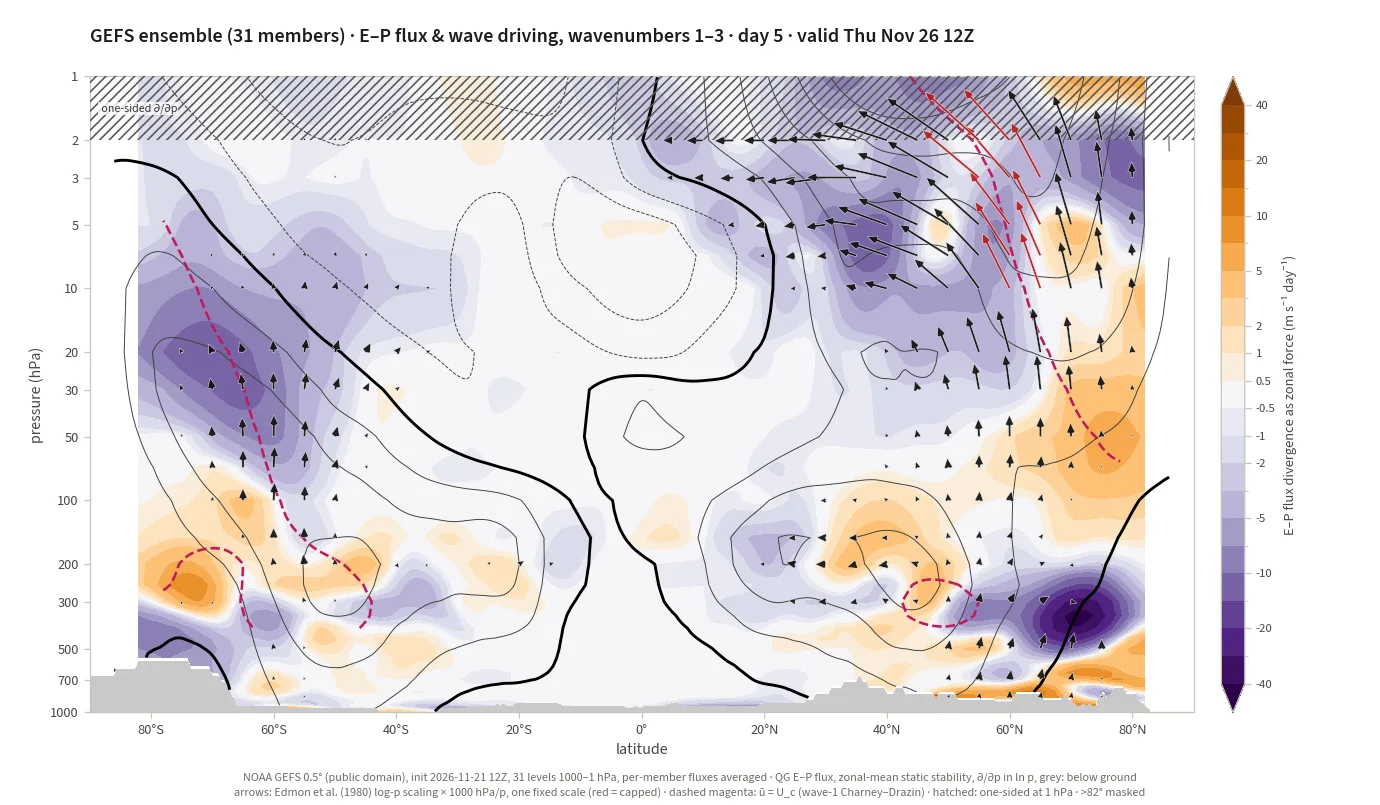 GEFS ensemble (31 members) · E–P flux & wave driving, wavenumbers 1–3 · day 5 · valid Thu Nov 26 12Z
one-sided ∂/∂p
pressure (hPa)
1
2
3
5
10
20
30
50
100
200
300
500
700
1000
80°S
60°S
40°S
20°S
0°
20°N
40°N
60°N
80°N
latitude
40
20
10
5
2
1
0.5
-0.5
-1
-2
-5
-10
-20
-40
E–P flux divergence as zonal force (m s⁻¹ day⁻¹)
NOAA GEFS 0.5° (public domain), init 2026-11-21 12Z, 31 levels 1000–1 hPa, per-member fluxes averaged · QG E–P flux, zonal-mean static stability, ∂/∂p in ln p, grey: below ground
arrows: Edmon et al. (1980) log-p scaling × 1000 hPa/p, one fixed scale (red = capped) · dashed magenta: ū = U_c (wave-1 Charney–Drazin) · hatched: one-sided at 1 hPa · >82° masked